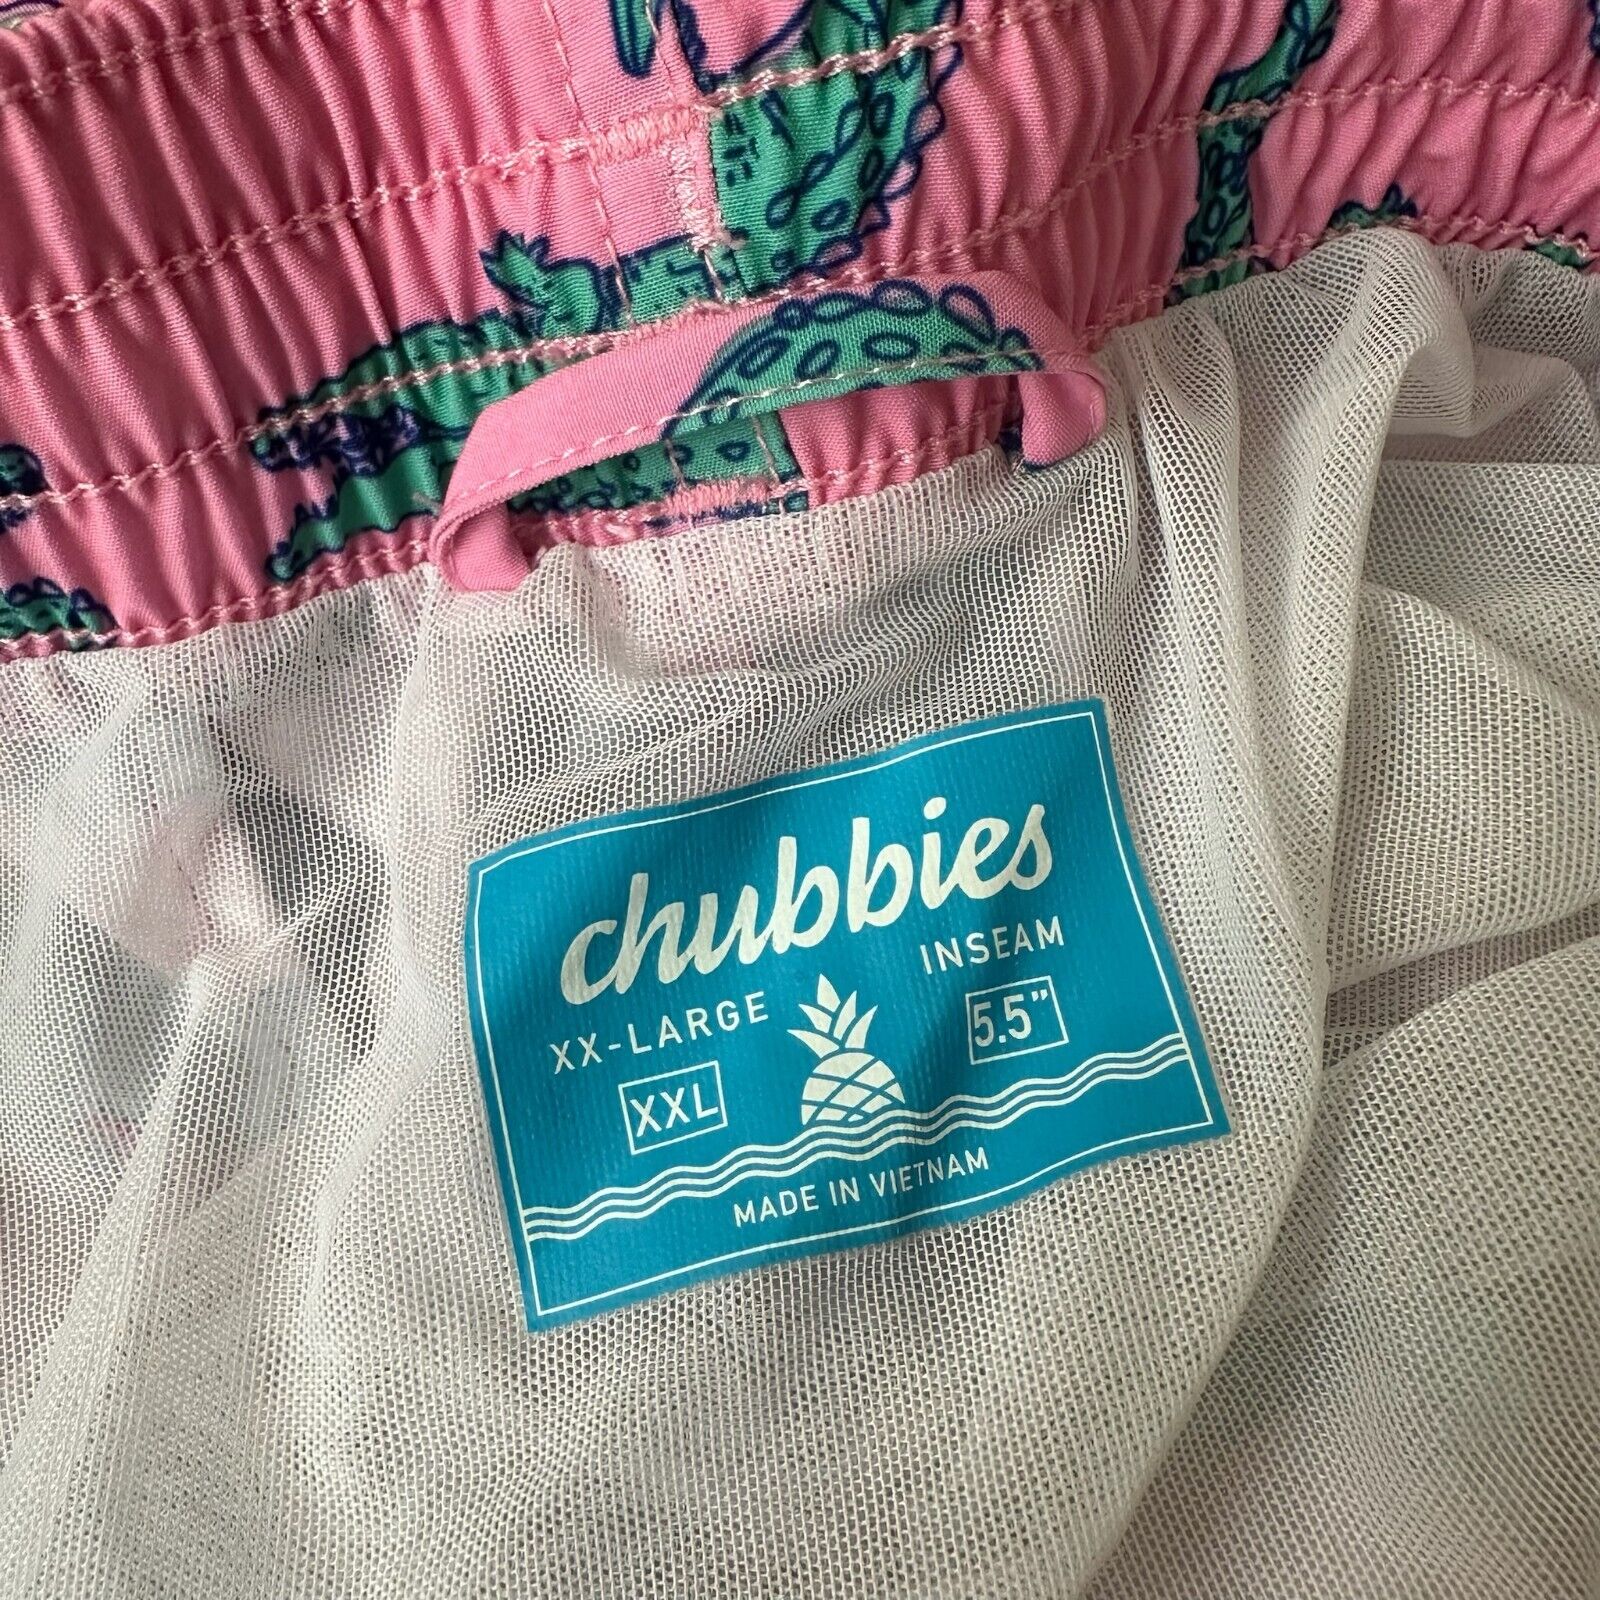 chubbies
XX-LARGE
XXL
INSEAM
5.5"
MADE IN VIETNAM